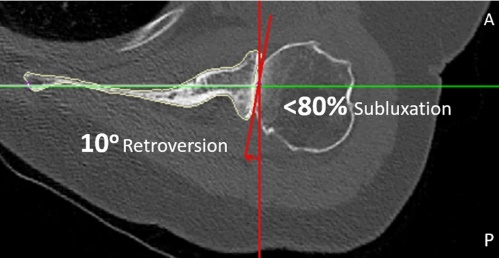 A
<80% Subluxation
10° Retroversion
P